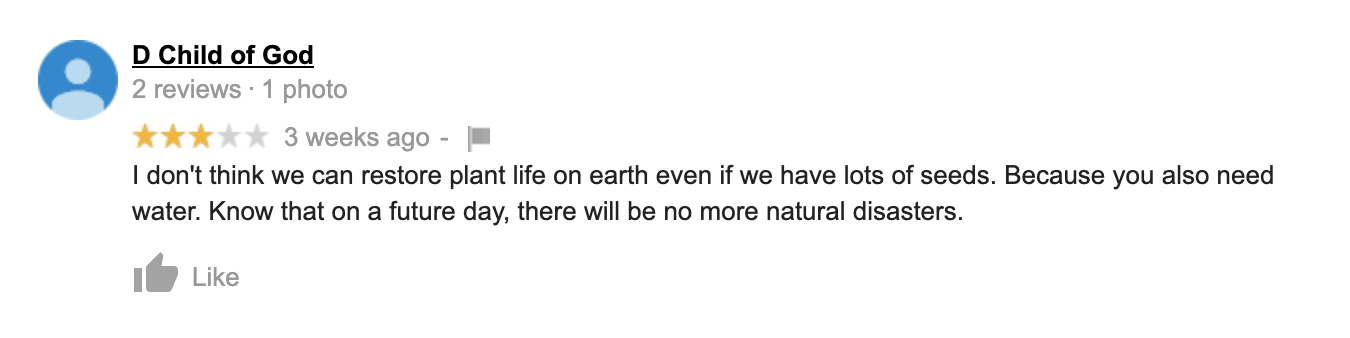 D Child of God
2 reviews · 1 photo
3 weeks ago -
I don't think we can restore plant life on earth even if we have lots of seeds. Because you also need
water. Know that on a future day, there will be no more natural disasters.
Like